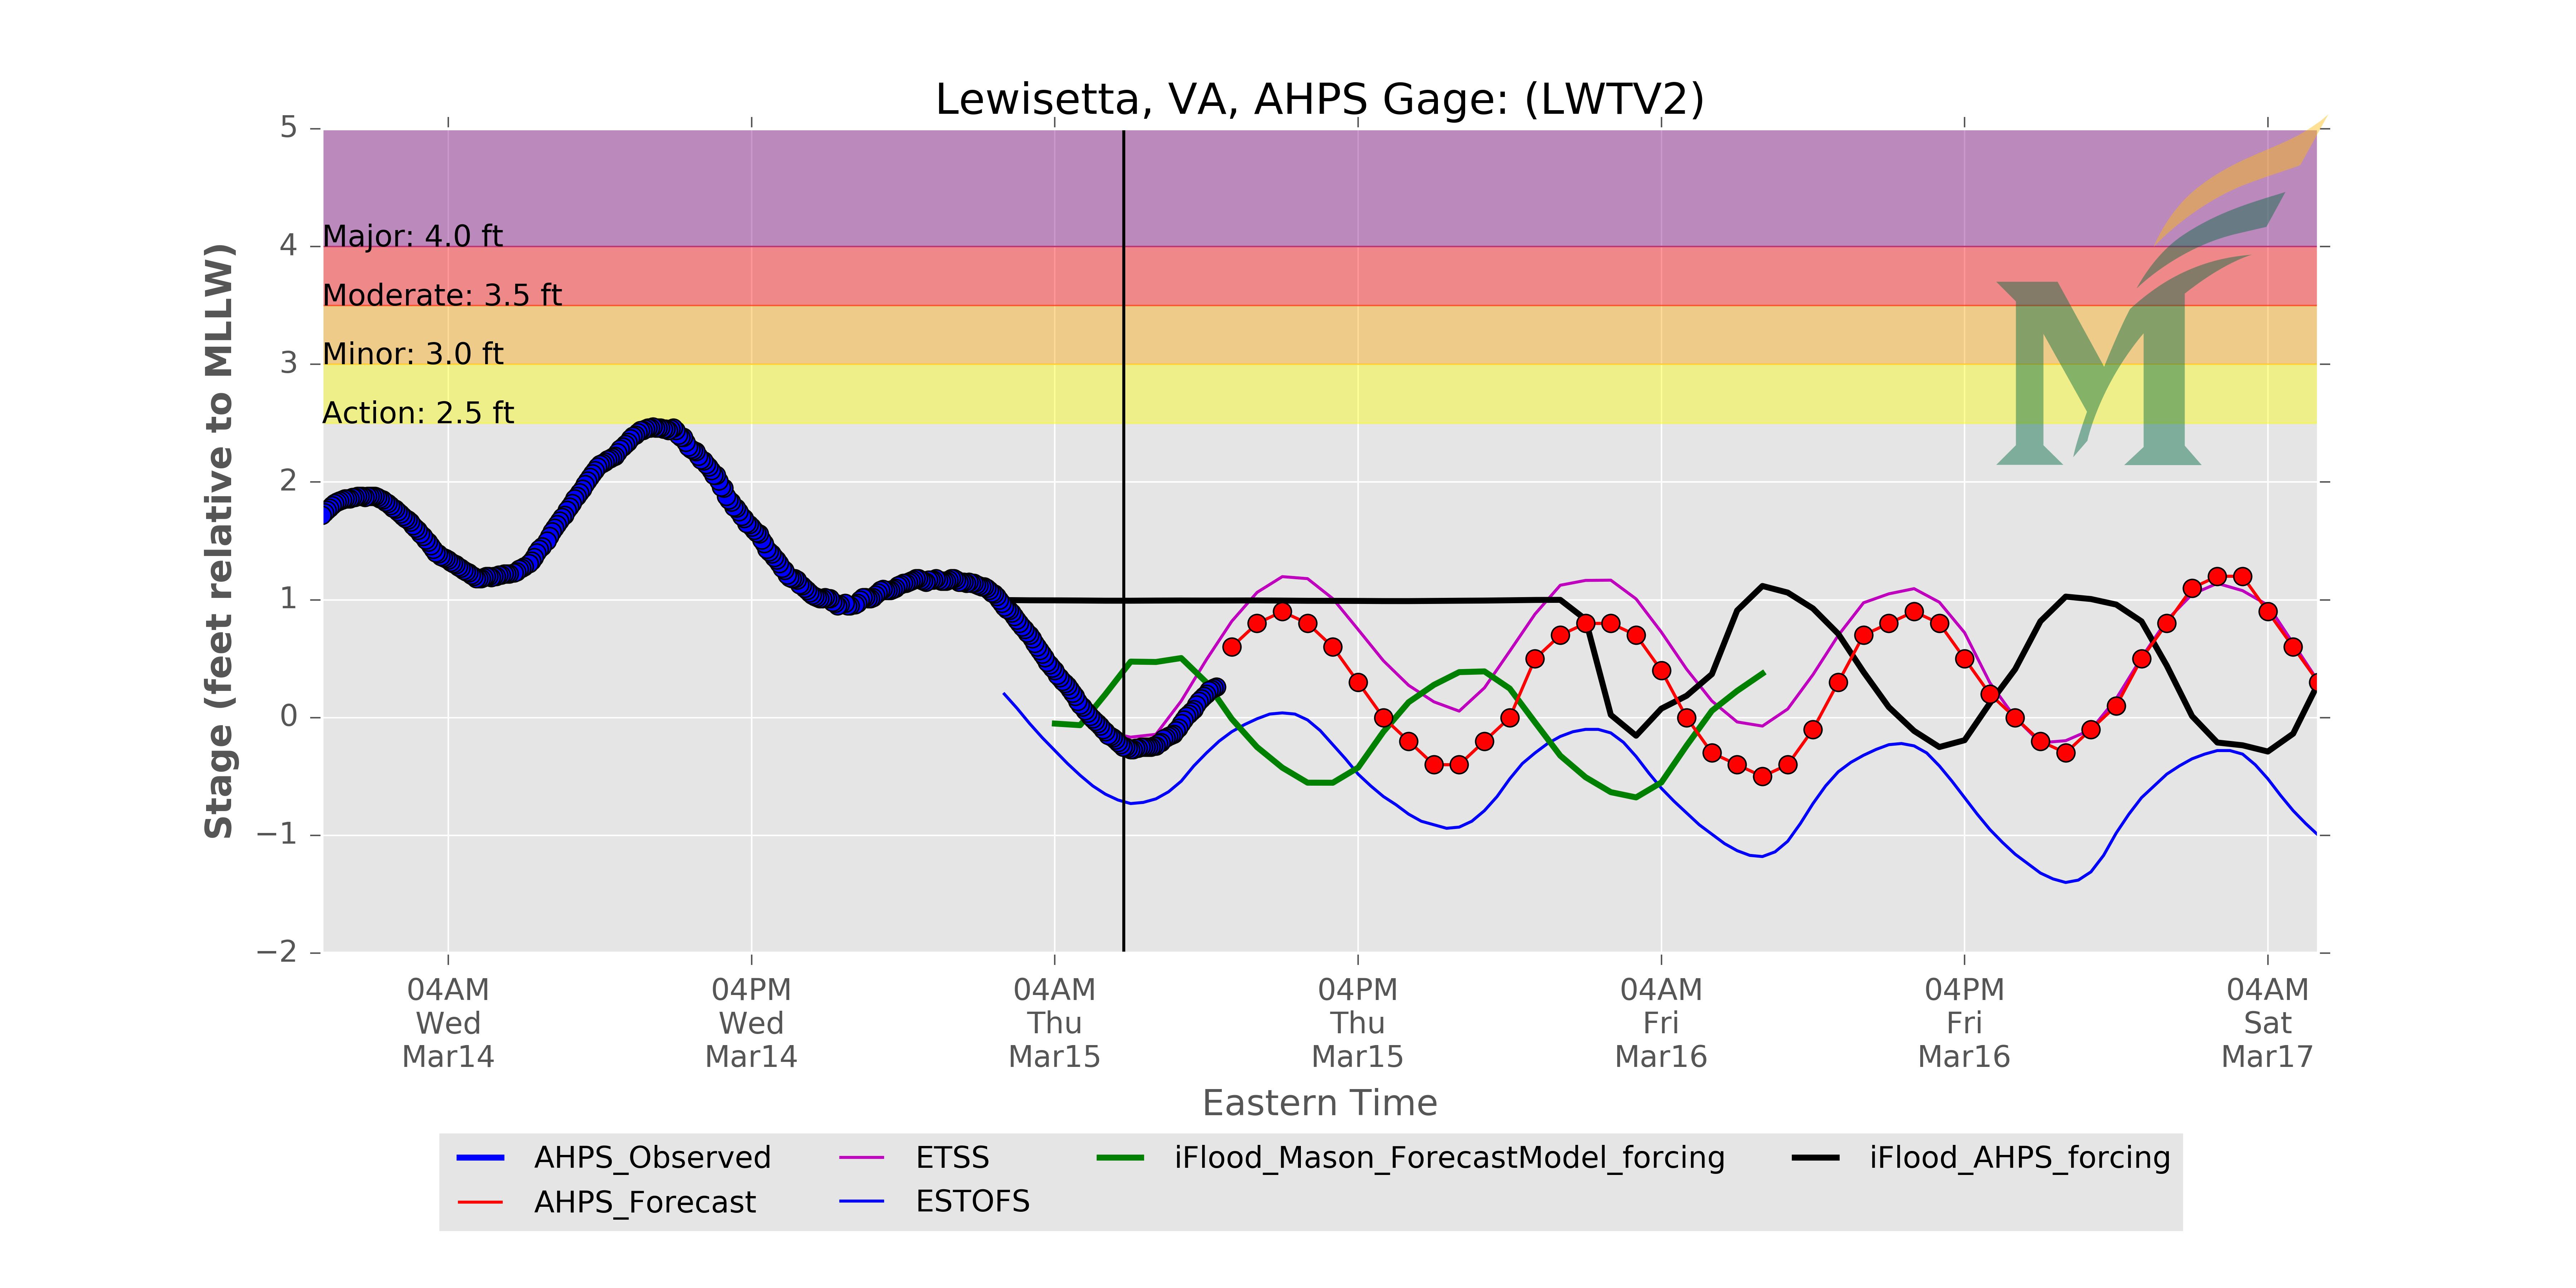 Lewisetta, VA, AHPS Gage: (LWTV2)
Stage (feet relative to MLLW)
5
4
3
2
1
0
−1
−2
Major: 4.0 ft
Moderate: 3.5 ft
Minor: 3.0 ft
Action: 2.5 ft
M
04AM 04PM 04AM 04PM 04AM 04PM 04AM
Wed Wed Thu Thu Fri Fri Sat
Mar14 Mar14 Mar15 Mar15 Mar16 Mar16 Mar17
Eastern Time
AHPS_Observed ETSS iFlood_Mason_ForecastModel_forcing iFlood_AHPS_forcing
AHPS_Forecast ESTOFS